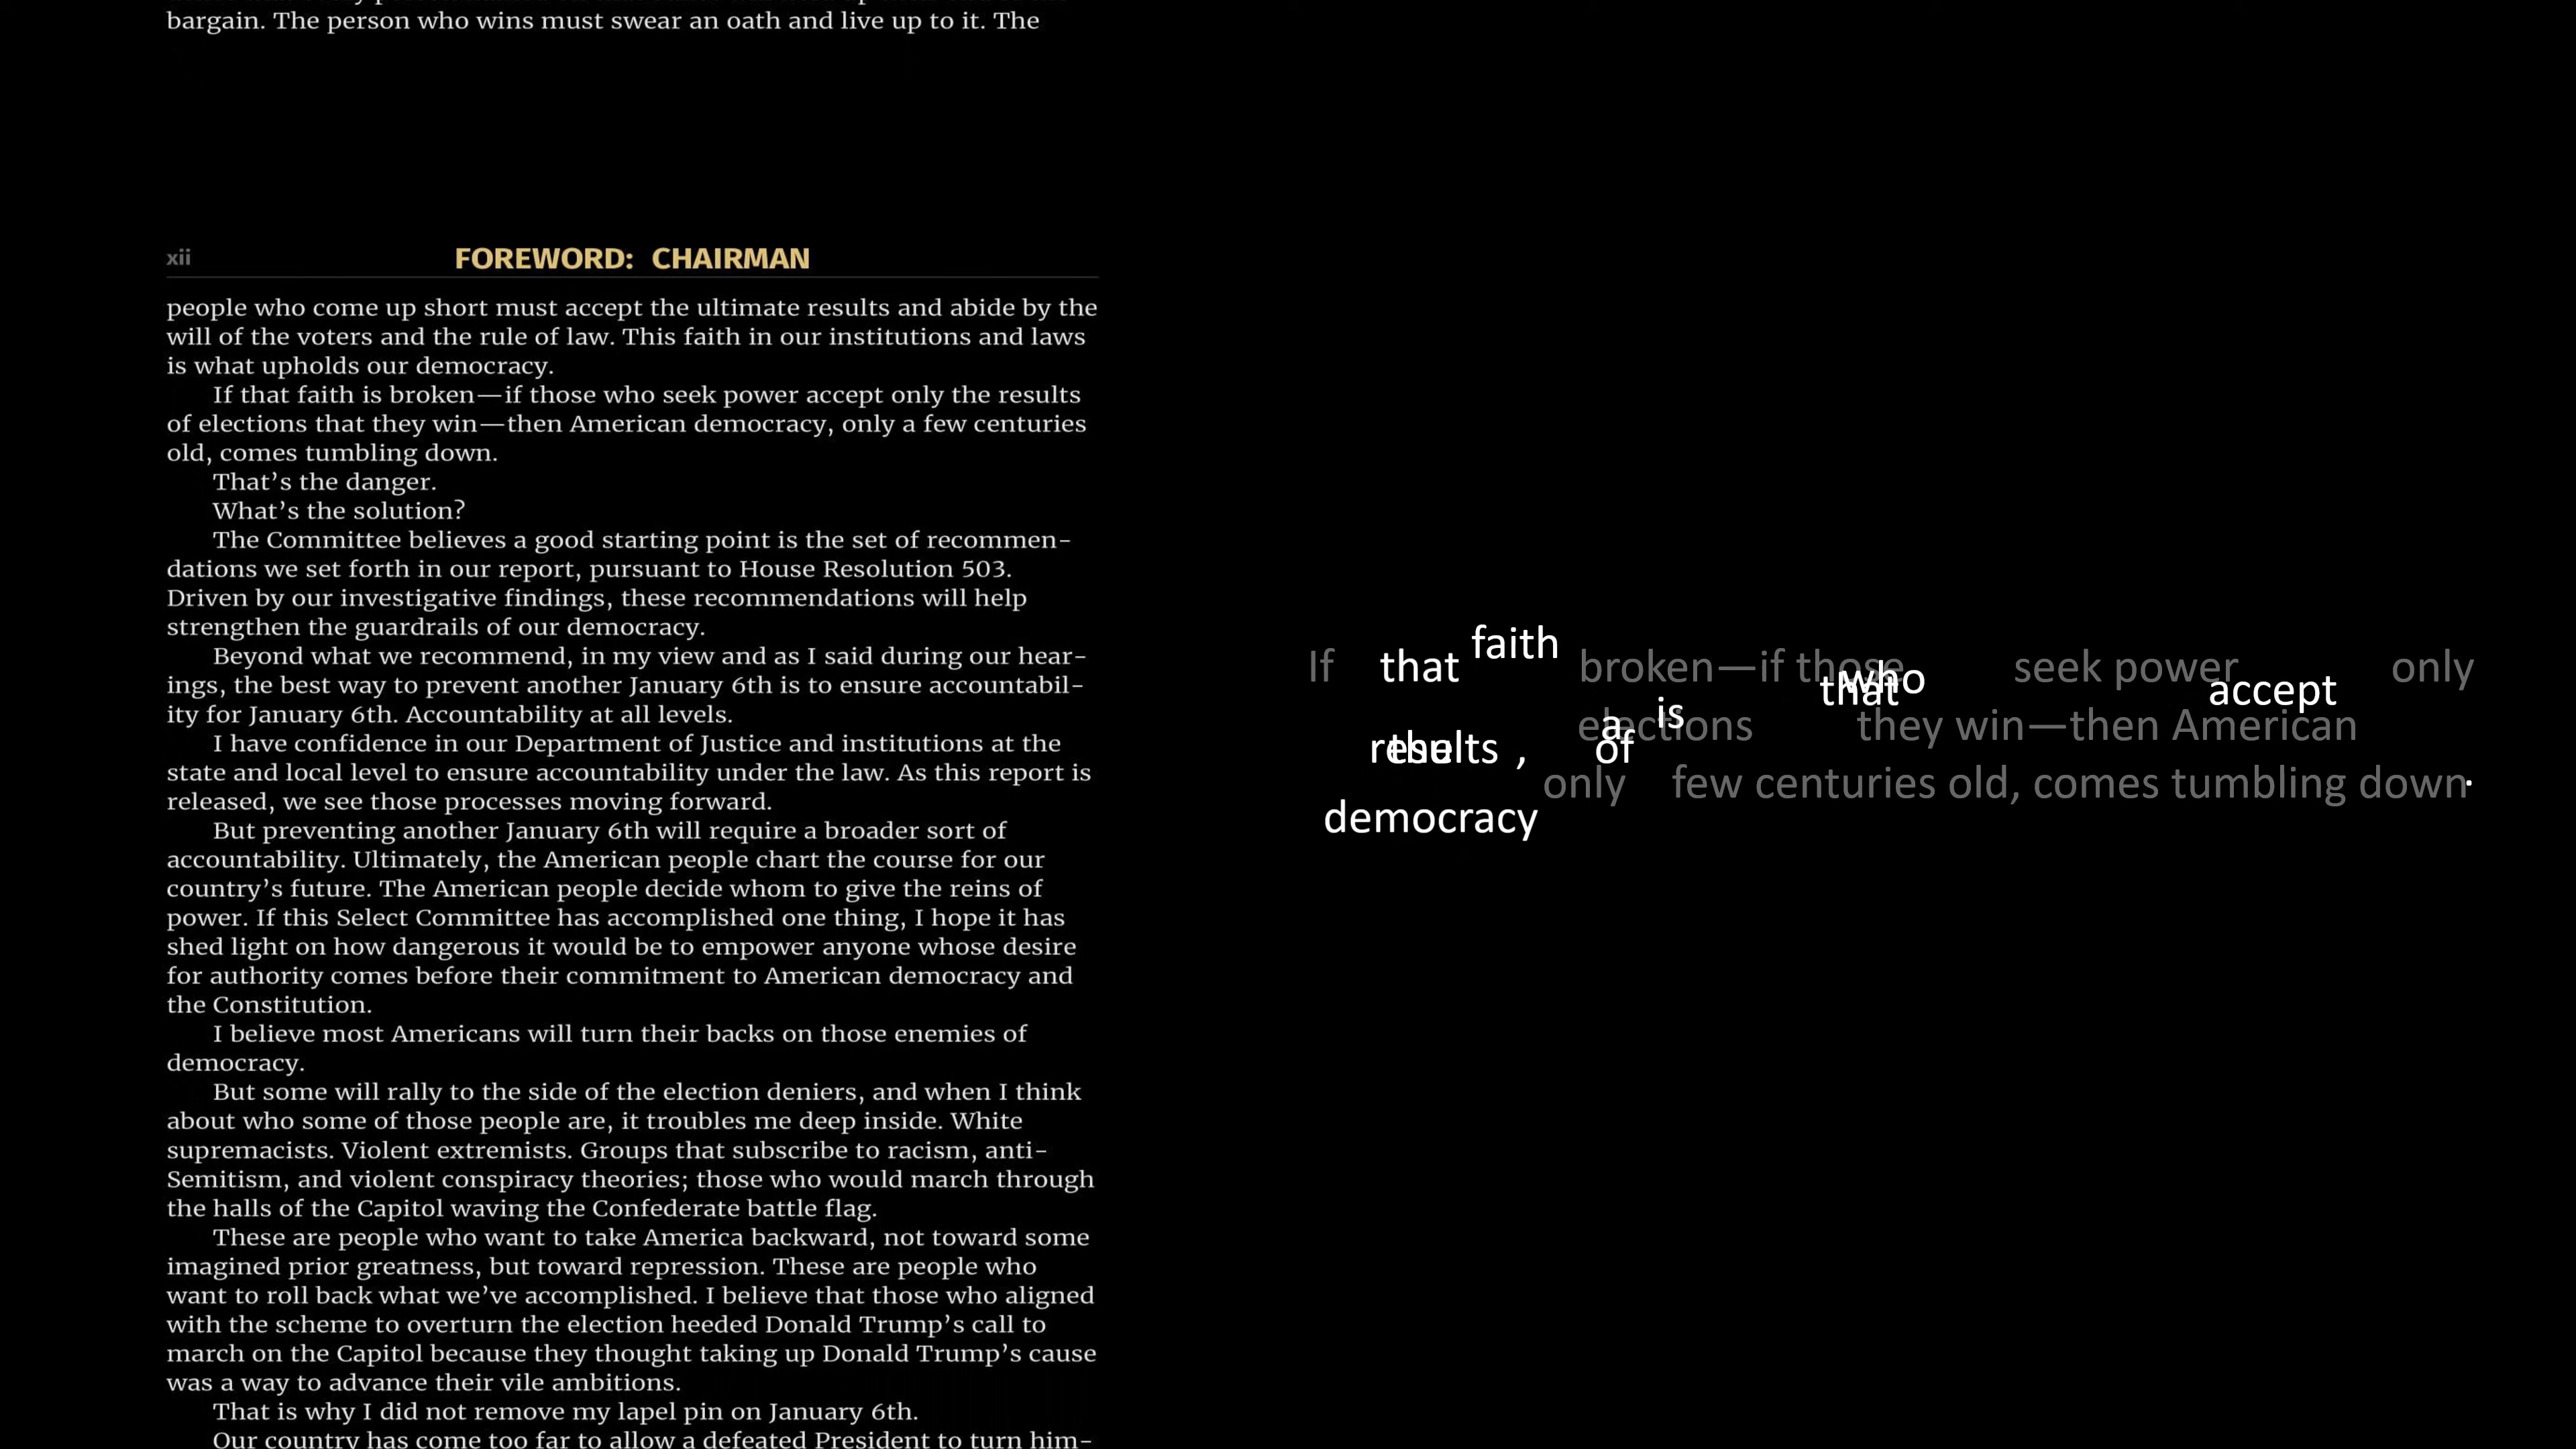 bargain. The person who wins must swear an oath and live up to it. The
xii FOREWORD: CHAIRMAN
people who come up short must accept the ultimate results and abide by the
will of the voters and the rule of law. This faith in our institutions and laws
is what upholds our democracy.
If that faith is broken—if those who seek power accept only the results
of elections that they win—then American democracy, only a few centuries
old, comes tumbling down.
That’s the danger.
What’s the solution?
The Committee believes a good starting point is the set of recommen-
dations we set forth in our report, pursuant to House Resolution 503.
Driven by our investigative findings, these recommendations will help
strengthen the guardrails of our democracy.
Beyond what we recommend, in my view and as I said during our hear-
ings, the best way to prevent another January 6th is to ensure accountabil-
ity for January 6th. Accountability at all levels.
I have confidence in our Department of Justice and institutions at the
state and local level to ensure accountability under the law. As this report is
released, we see those processes moving forward.
But preventing another January 6th will require a broader sort of
accountability. Ultimately, the American people chart the course for our
country’s future. The American people decide whom to give the reins of
power. If this Select Committee has accomplished one thing, I hope it has
shed light on how dangerous it would be to empower anyone whose desire
for authority comes before their commitment to American democracy and
the Constitution.
I believe most Americans will turn their backs on those enemies of
democracy.
But some will rally to the side of the election deniers, and when I think
about who some of those people are, it troubles me deep inside. White
supremacists. Violent extremists. Groups that subscribe to racism, anti-
Semitism, and violent conspiracy theories; those who would march through
the halls of the Capitol waving the Confederate battle flag.
These are people who want to take America backward, not toward some
imagined prior greatness, but toward repression. These are people who
want to roll back what we’ve accomplished. I believe that those who aligned
with the scheme to overturn the election heeded Donald Trump’s call to
march on the Capitol because they thought taking up Donald Trump’s cause
was a way to advance their vile ambitions.
That is why I did not remove my lapel pin on January 6th.
Our country has come too far to allow a defeated President to turn him-
faith
If that broken—if those seek power only
who
that accept
is
a elections they win—then American
results the , of
only few centuries old, comes tumbling down.
democracy